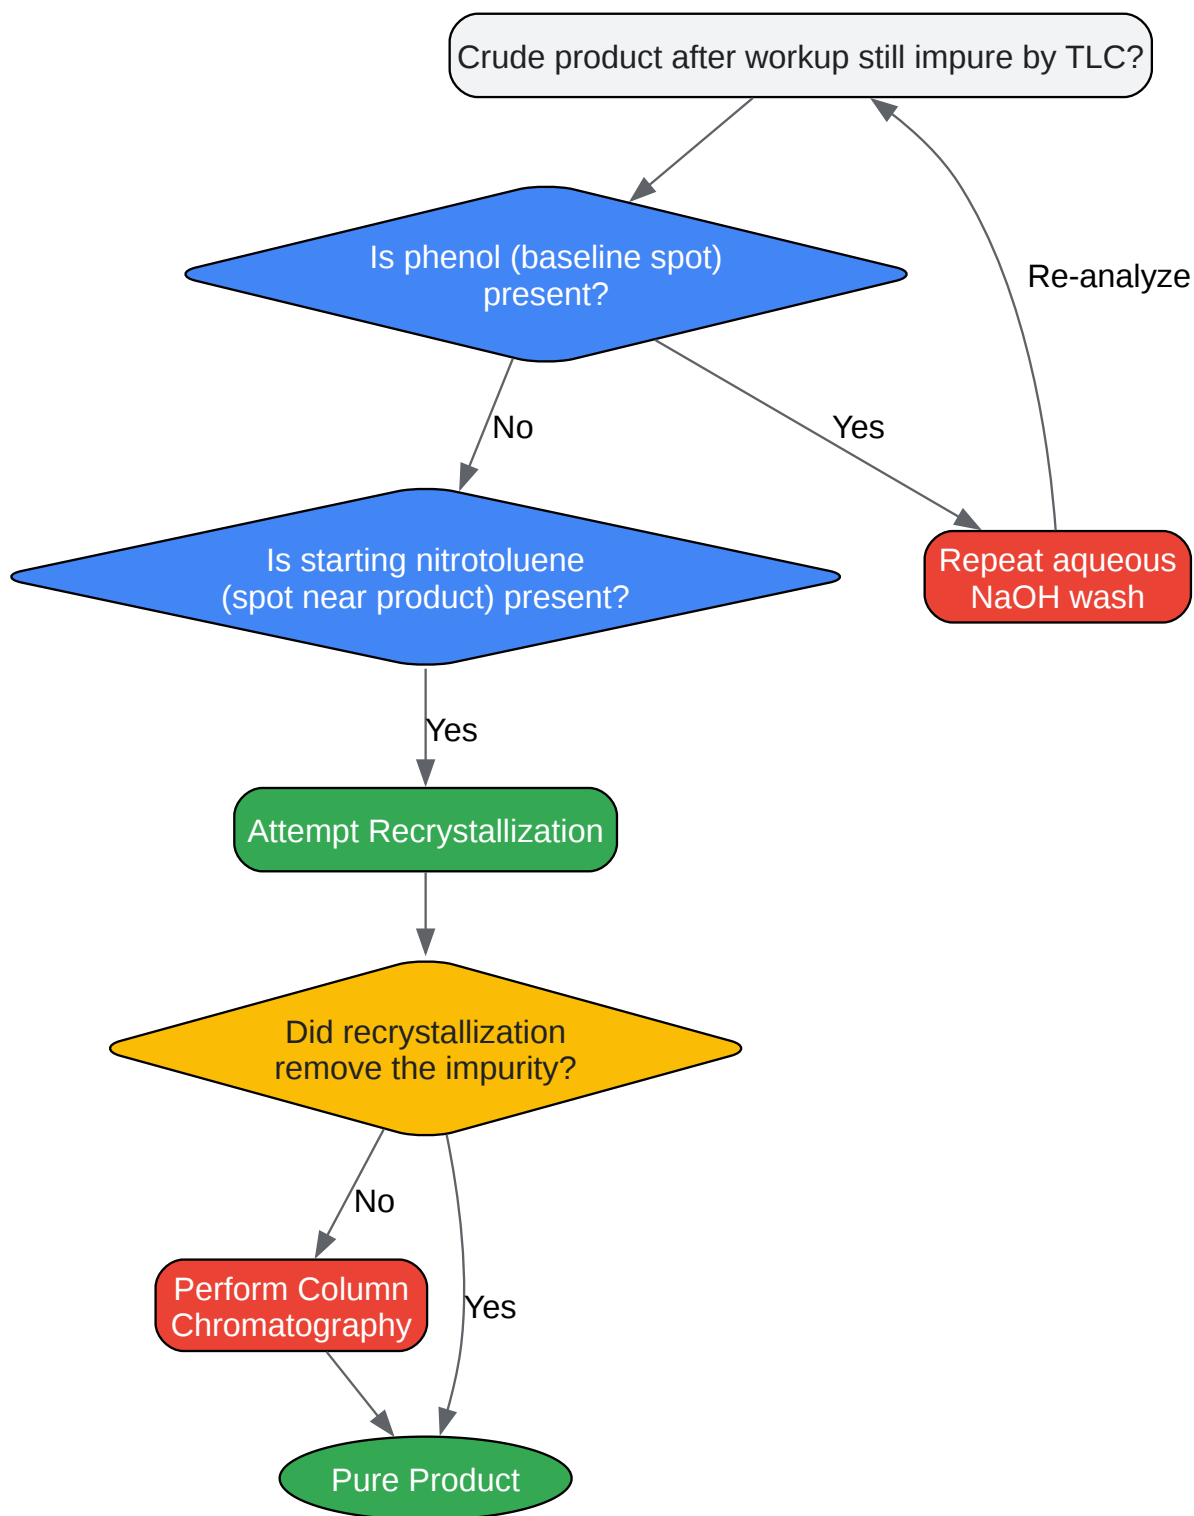 Crude product after workup still impure by TLC?
Is phenol (baseline spot)
present?
Re-analyze
No
Yes
Is starting nitrotoluene
(spot near product) present?
Repeat aqueous
NaOH wash
Yes
Attempt Recrystallization
Did recrystallization
remove the impurity?
No
Perform Column
Chromatography
Yes
Pure Product